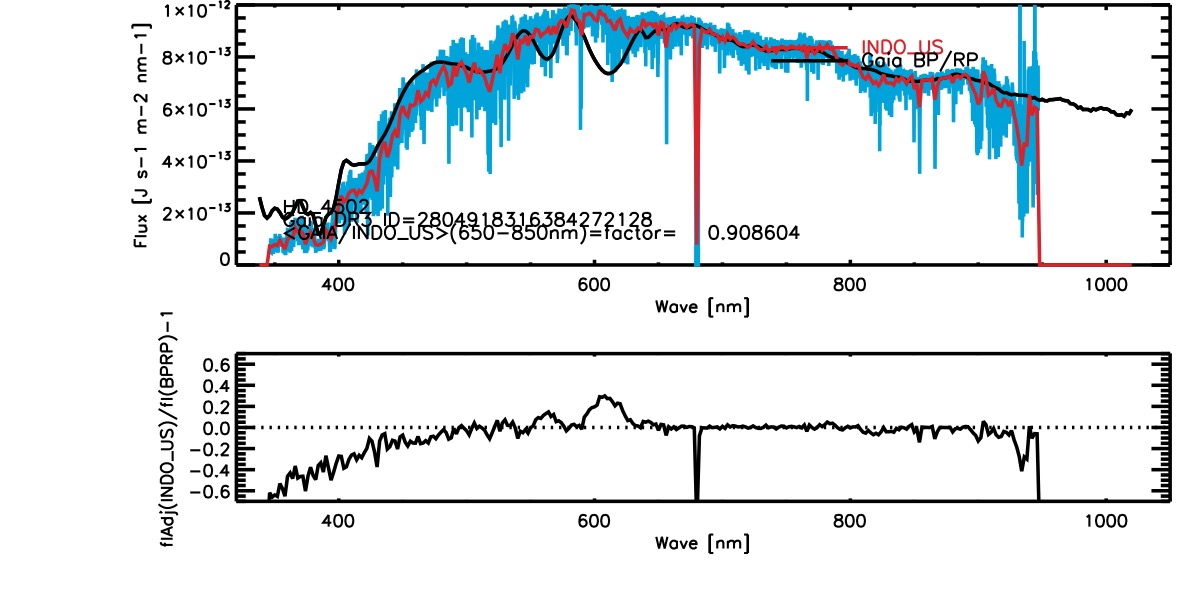 1×10−12
8×10−13
6×10−13
4×10−13
2×10−13
0
Flux [J s−1 m−2 nm−1]
INDO_US
Gaia BP/RP
HD_4502
Gaia DR3 ID=2804918316384272128
<GAIA/INDO_US>(650−850nm)=factor= 0.908604
400 600 800 1000
Wave [nm]
flAdj(INDO_US)/fl(BPRP)−1
0.6
0.4
0.2
0.0
−0.2
−0.4
−0.6
400 600 800 1000
Wave [nm]